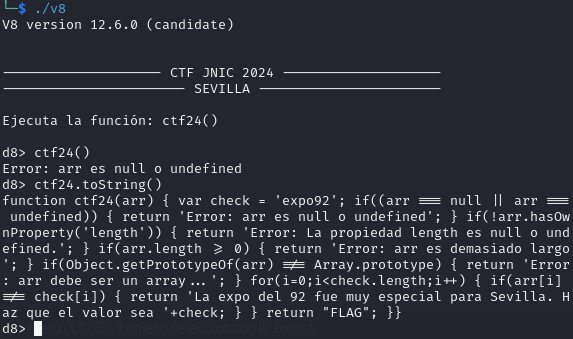 └─$ ./v8
V8 version 12.6.0 (candidate)
-------------------- CTF JNIC 2024 --------------------
----------------------- SEVILLA -----------------------
Ejecuta la función: ctf24()
d8> ctf24()
Error: arr es null o undefined
d8> ctf24.toString()
function ctf24(arr) { var check = 'expo92'; if((arr === null || arr ===
 undefined)) { return 'Error: arr es null o undefined'; } if(!arr.hasOw
nProperty('length')) { return 'Error: La propiedad length es null o und
efined.'; } if(arr.length >= 0) { return 'Error: arr es demasiado largo
'; } if(Object.getPrototypeOf(arr) !== Array.prototype) { return 'Error
: arr debe ser un array...'; } for(i=0;i<check.length;i++) { if(arr[i] 
!== check[i]) { return 'La expo del 92 fue muy especial para Sevilla. H
az que el valor sea '+check; } } return "FLAG"; }}
d8>